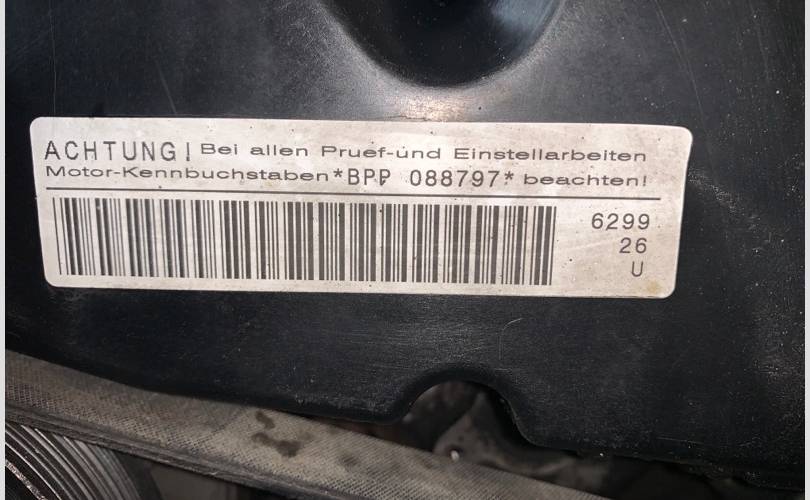 ACHTUNG! Bei allen Pruef-und Einstellarbeiten
Motor-Kennbuchstaben *BPP 088797* beachten!
6299
26
U